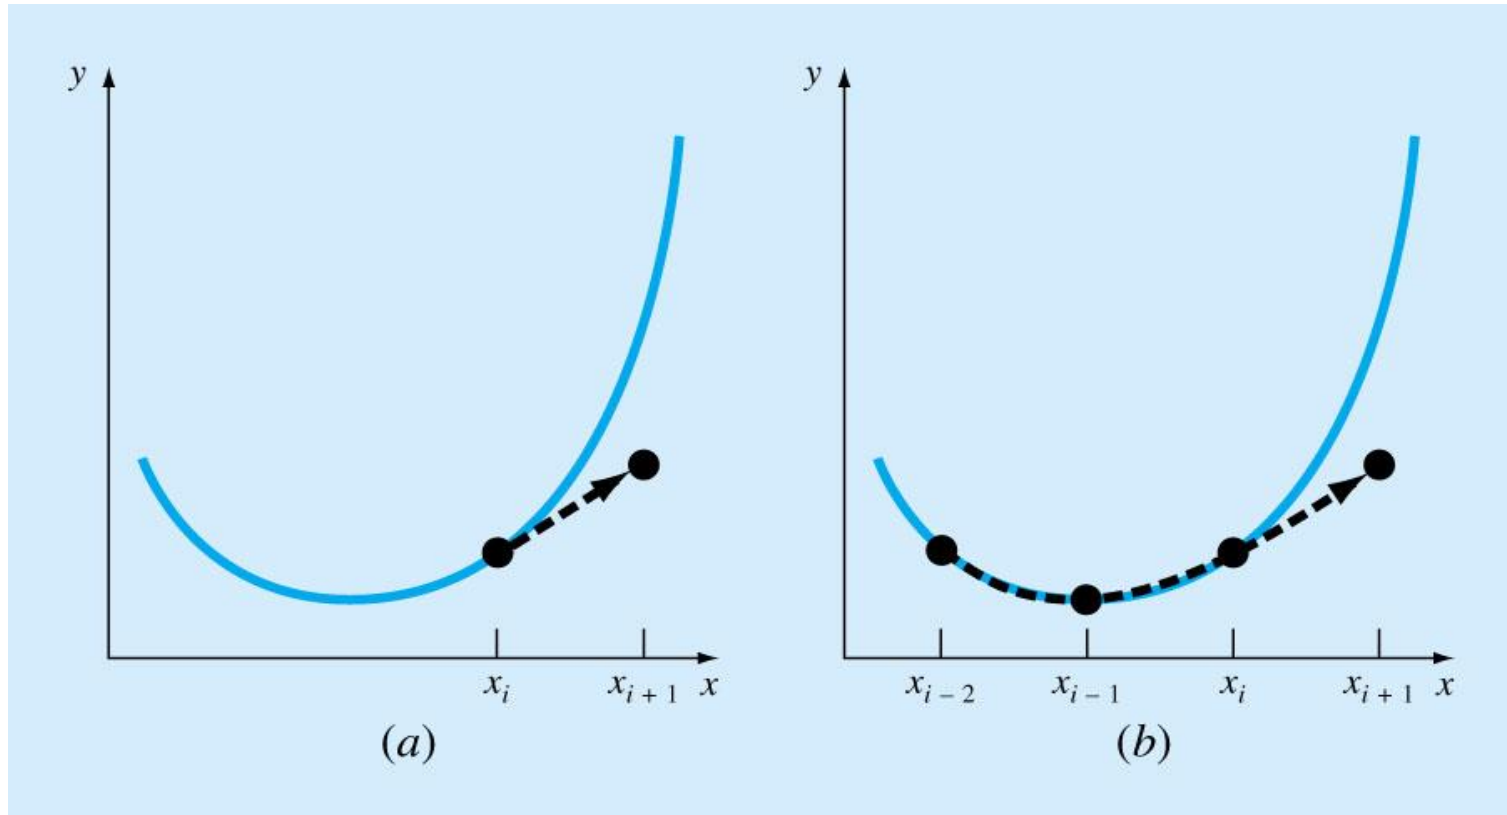 y
x_i
x_{i + 1}
x
(a)
y
x_{i - 2}
x_{i - 1}
x_i
x_{i + 1}
x
(b)